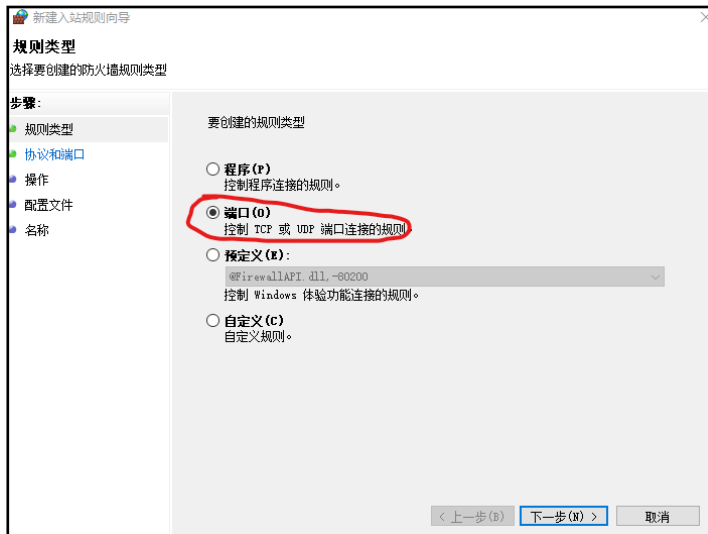 新建入站规则向导
规则类型
选择要创建的防火墙规则类型
步骤:
规则类型
协议和端口
操作
配置文件
名称
要创建的规则类型
程序(P)
控制程序连接的规则。
端口(O)
控制 TCP 或 UDP 端口连接的规则。
预定义(E):
@FirewallAPI.dll,-80200
控制 Windows 体验功能连接的规则。
自定义(C)
自定义规则。
< 上一步(B) 下一步(N) > 取消